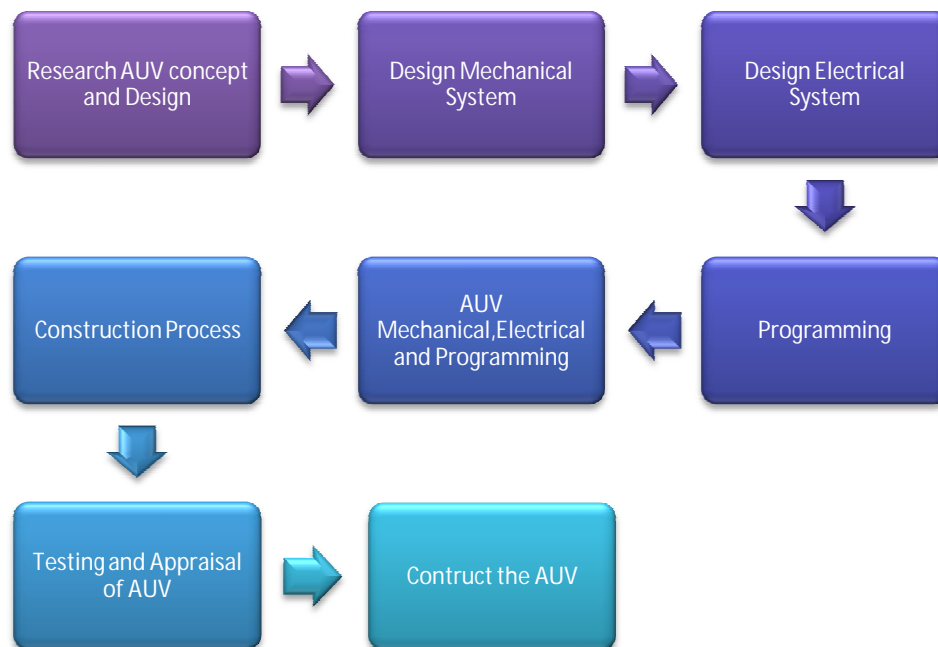 Research AUV concept
and Design
Design Mechanical
System
Design Electrical
System
Programming
AUV
Mechanical,Electrical
and Programming
Construction Process
Testing and Appraisal
of AUV
Contruct the AUV